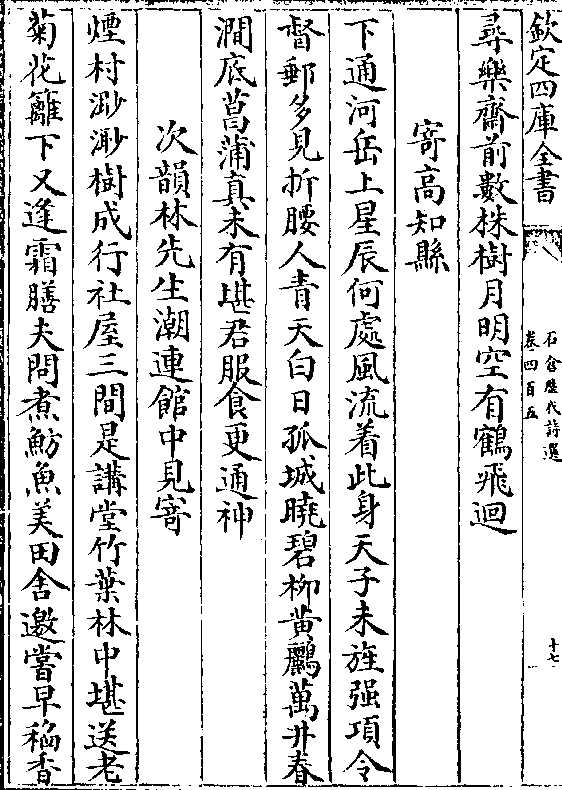 欽定四庫全書
石倉歷代詩選
卷四百五
十七
尋樂齋前數株樹月明空有鶴飛迴
寄高知縣
下通河岳上星辰何處風流着此身天子未旌强項令
督郵多見折腰人青天白日孤城曉碧柳黃鸝萬井春
澗底菖蒲真未有堪君服食更通神
次韻林先生潮連館中見寄
煙村渺渺樹成行社屋三間是講堂竹葉林中堪送老
菊花籬下又逢霜膳夫問煮魴魚美田舍邀嘗早稻香